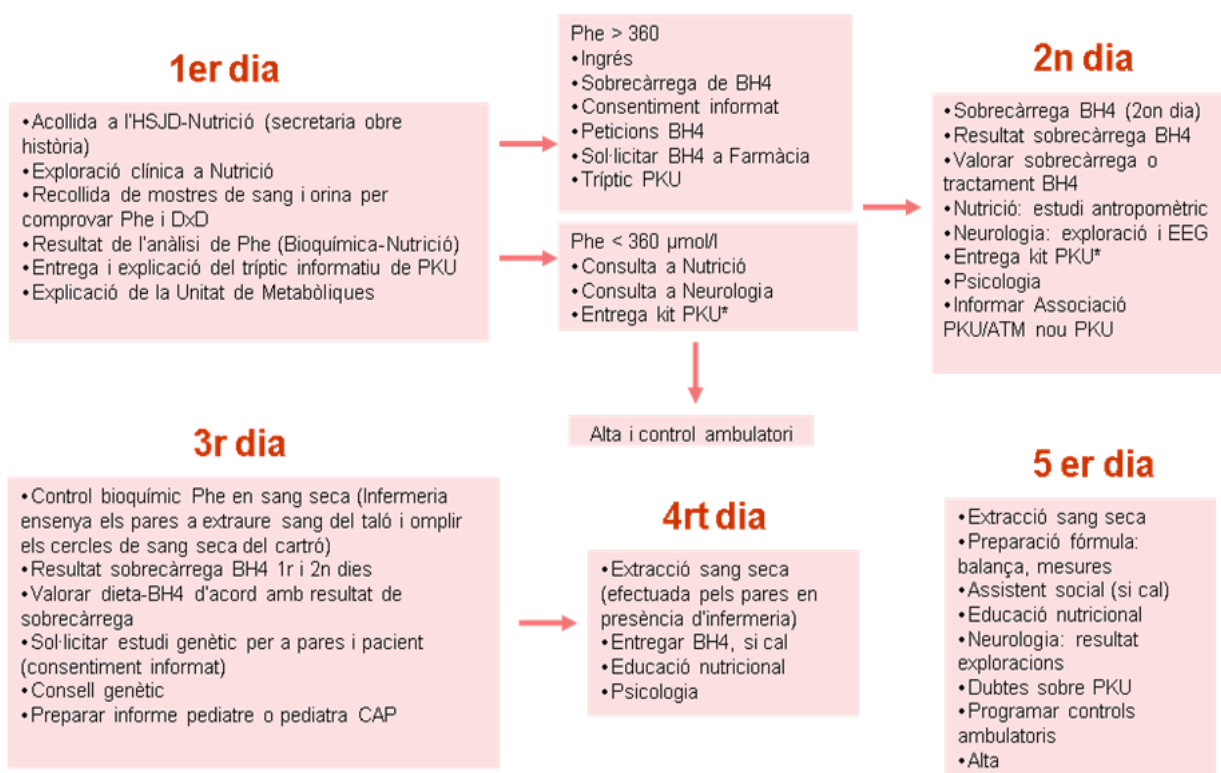 1er dia
•Acollida a l'HSJD-Nutrició (secretaria obre
història)
•Exploració clínica a Nutrició
•Recollida de mostres de sang i orina per
comprovar Phe i DxD
•Resultat de l'anàlisi de Phe (Bioquímica-Nutrició)
•Entrega i explicació del tríptic informatiu de PKU
•Explicació de la Unitat de Metabòliques
Phe > 360
•Ingrés
•Sobrecàrrega de BH4
•Consentiment informat
•Peticions BH4
•Sol·licitar BH4 a Farmàcia
•Tríptic PKU
Phe < 360 µmol/l
•Consulta a Nutrició
•Consulta a Neurologia
•Entrega kit PKU*
Alta i control ambulatori
2n dia
•Sobrecàrrega BH4 (2on dia)
•Resultat sobrecàrrega BH4
•Valorar sobrecàrrega o
tractament BH4
•Nutrició: estudi antropomètric
•Neurologia: exploració i EEG
•Entrega kit PKU*
•Psicologia
•Informar Associació
PKU/ATM nou PKU
3r dia
•Control bioquímic Phe en sang seca (Infermeria
ensenya els pares a extraure sang del taló i omplir
els cercles de sang seca del cartró)
•Resultat sobrecàrrega BH4 1r i 2n dies
•Valorar dieta-BH4 d'acord amb resultat de
sobrecàrrega
•Sol·licitar estudi genètic per a pares i pacient
(consentiment informat)
•Consell genètic
•Preparar informe pediatre o pediatra CAP
4rt dia
•Extracció sang seca
(efectuada pels pares en
presència d'infermeria)
•Entregar BH4, si cal
•Educació nutricional
•Psicologia
5 er dia
•Extracció sang seca
•Preparació fórmula:
balança, mesures
•Assistent social (si cal)
•Educació nutricional
•Neurologia: resultat
exploracions
•Dubtes sobre PKU
•Programar controls
ambulatoris
•Alta